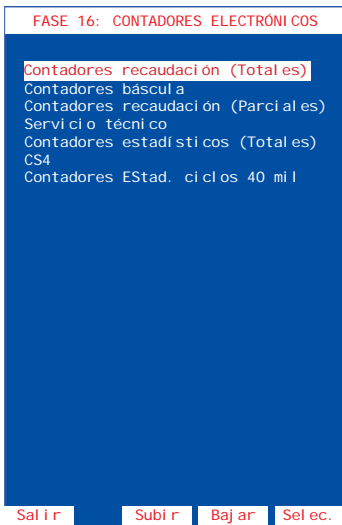 FASE 16: CONTADORES ELECTRÓNICOS
Contadores recaudación (Totales)
Contadores báscula
Contadores recaudación (Parciales)
Servicio técnico
Contadores estadísticos (Totales)
CS4
Contadores EStad. ciclos 40 mil
Salir Subir Bajar Selec.